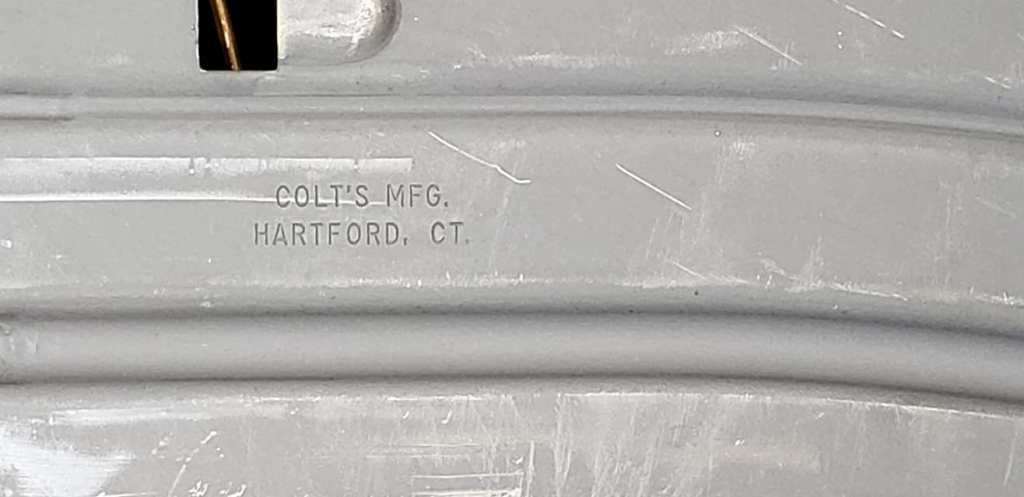 COLT'S MFG.
HARTFORD, CT.